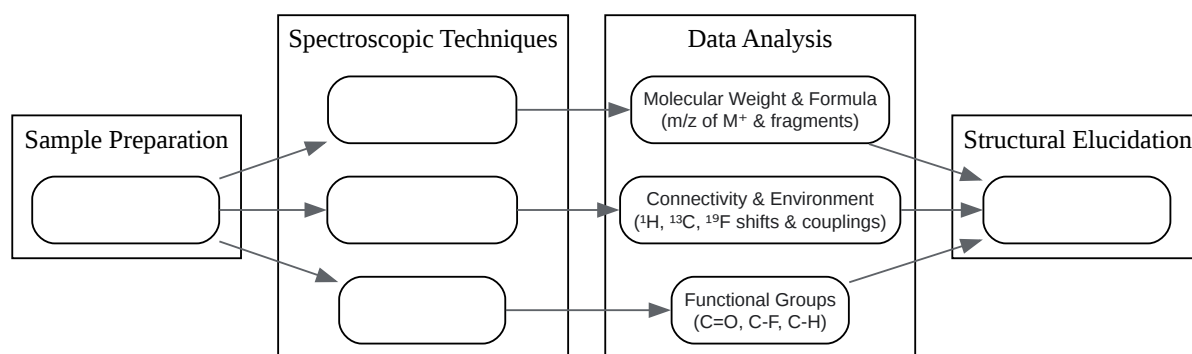 Spectroscopic Techniques
Data Analysis
Sample Preparation
Structural Elucidation
Molecular Weight & Formula
(m/z of M⁺ & fragments)
Connectivity & Environment
(¹H, ¹³C, ¹⁹F shifts & couplings)
Functional Groups
(C=O, C-F, C-H)